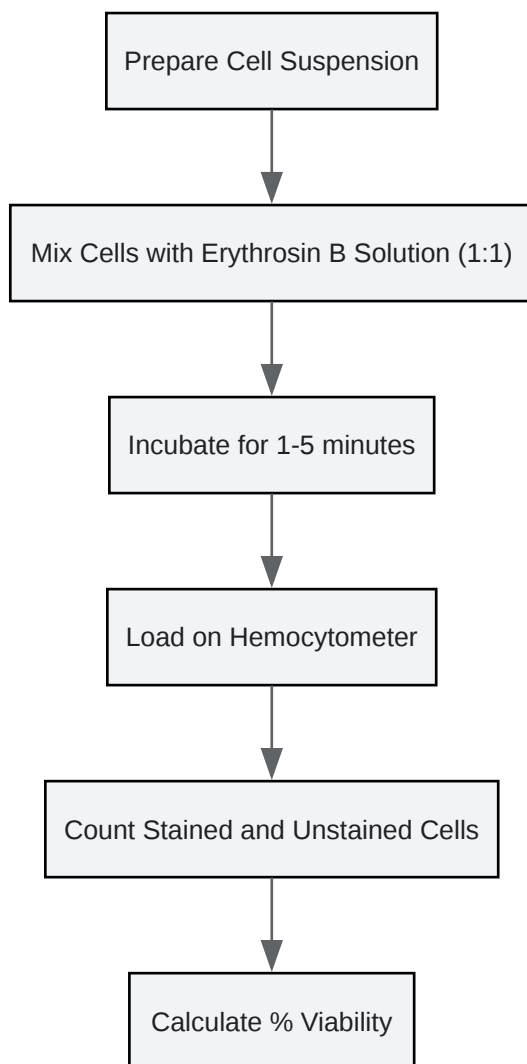 Prepare Cell Suspension
Mix Cells with Erythrosin B Solution (1:1)
Incubate for 1-5 minutes
Load on Hemocytometer
Count Stained and Unstained Cells
Calculate % Viability